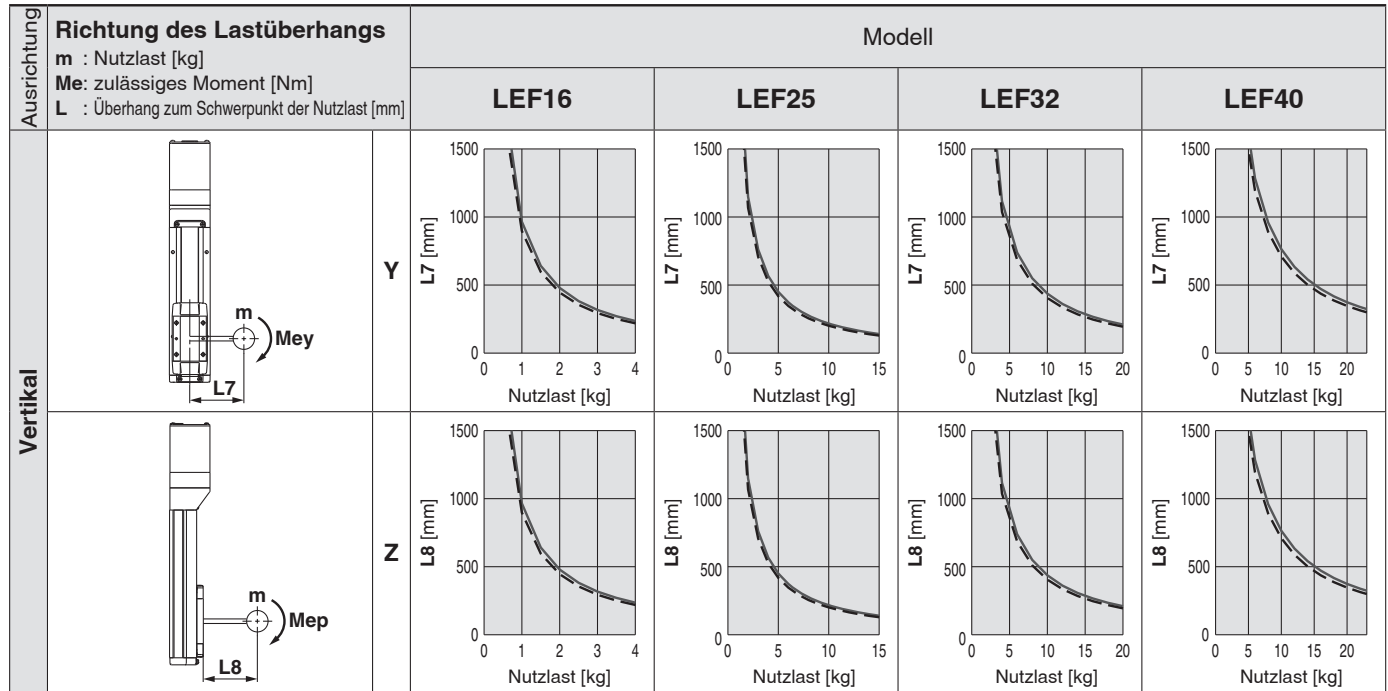 Ausrichtung
Richtung des Lastüberhangs
m : Nutzlast [kg]
Me: zulässiges Moment [Nm]
L : Überhang zum Schwerpunkt der Nutzlast [mm]
Modell
LEF16
LEF25
LEF32
LEF40
Vertikal
m
Mey
L7
Y
L7 [mm]
1500
1000
500
0
0 1 2 3 4
Nutzlast [kg]
L7 [mm]
1500
1000
500
0
0 5 10 15
Nutzlast [kg]
L7 [mm]
1500
1000
500
0
0 5 10 15 20
Nutzlast [kg]
L7 [mm]
1500
1000
500
0
0 5 10 15 20
Nutzlast [kg]
m
Mep
L8
Z
L8 [mm]
1500
1000
500
0
0 1 2 3 4
Nutzlast [kg]
L8 [mm]
1500
1000
500
0
0 5 10 15
Nutzlast [kg]
L8 [mm]
1500
1000
500
0
0 5 10 15 20
Nutzlast [kg]
L8 [mm]
1500
1000
500
0
0 5 10 15 20
Nutzlast [kg]